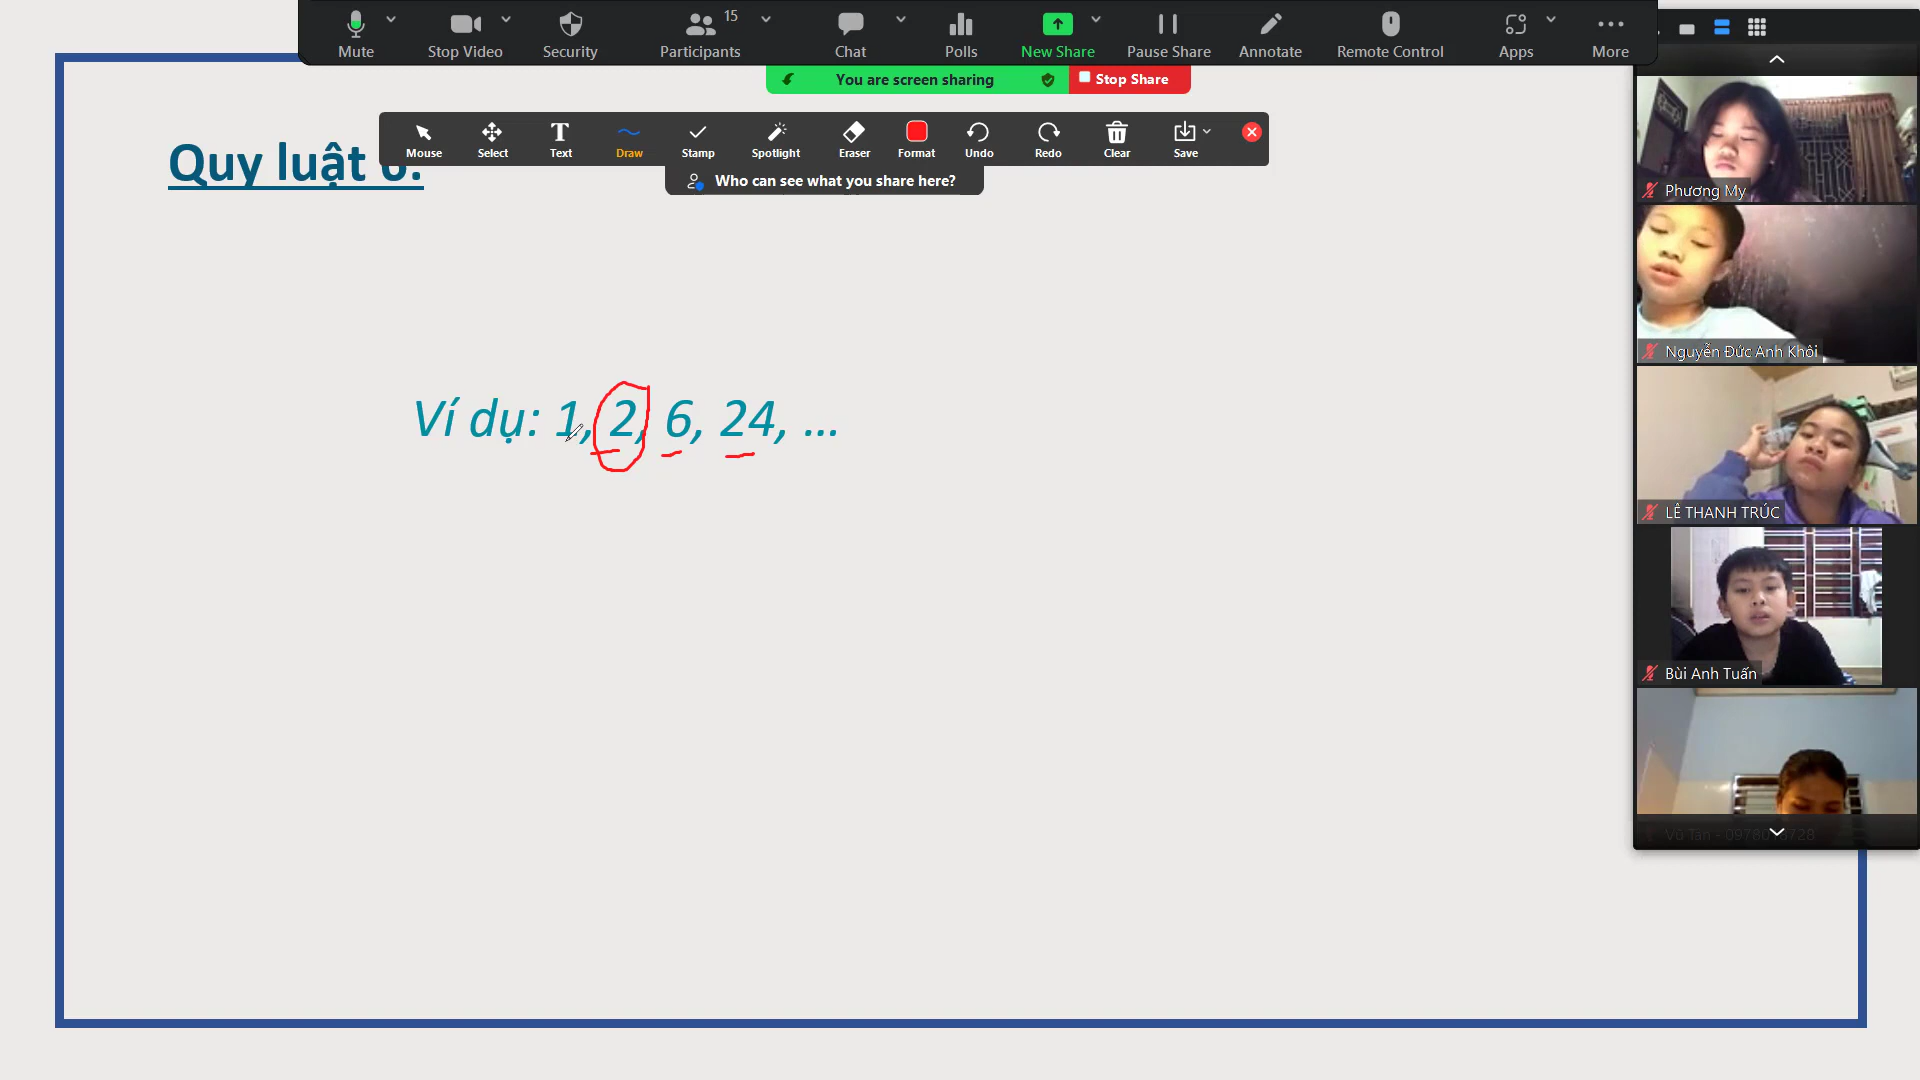 Mute
Stop Video
Security
Participants
15
Chat
Polls
New Share
Pause Share
Annotate
Remote Control
Apps
More
You are screen sharing
Stop Share
Mouse
Select
Text
Draw
Stamp
Spotlight
Eraser
Format
Undo
Redo
Clear
Save
Who can see what you share here?
Quy luật 6:
Ví dụ: 1, 2, 6, 24, ...
Phương My
Nguyễn Đức Anh Khôi
LÊ THANH TRÚC
Bùi Anh Tuấn